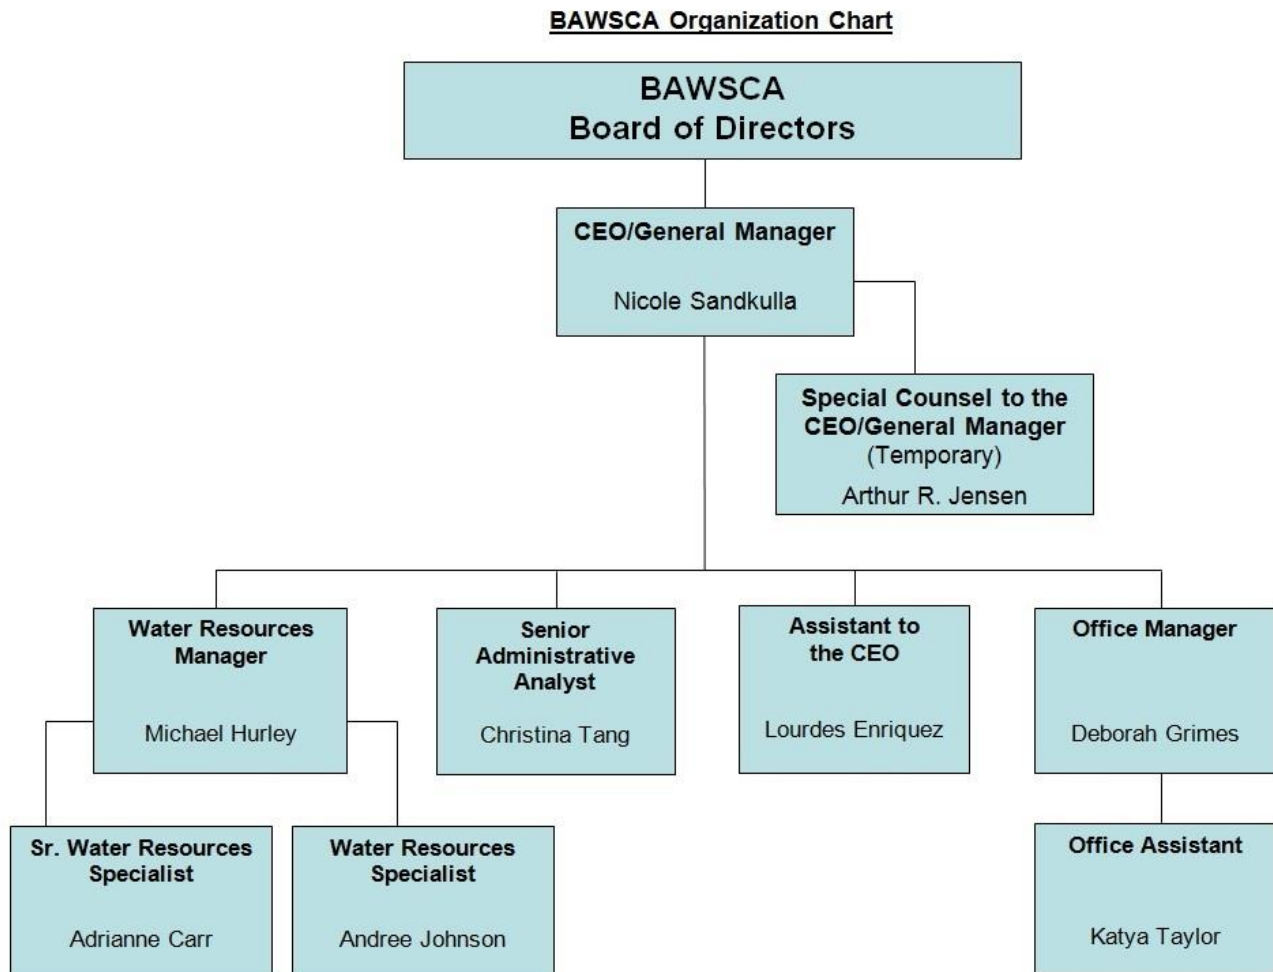 BAWSCA Organization Chart
BAWSCA
Board of Directors
CEO/General Manager
Nicole Sandkulla
Special Counsel to the
CEO/General Manager
(Temporary)
Arthur R. Jensen
Water Resources
Manager
Michael Hurley
Senior
Administrative
Analyst
Christina Tang
Assistant to
the CEO
Lourdes Enriquez
Office Manager
Deborah Grimes
Sr. Water Resources
Specialist
Adrianne Carr
Water Resources
Specialist
Andree Johnson
Office Assistant
Katya Taylor